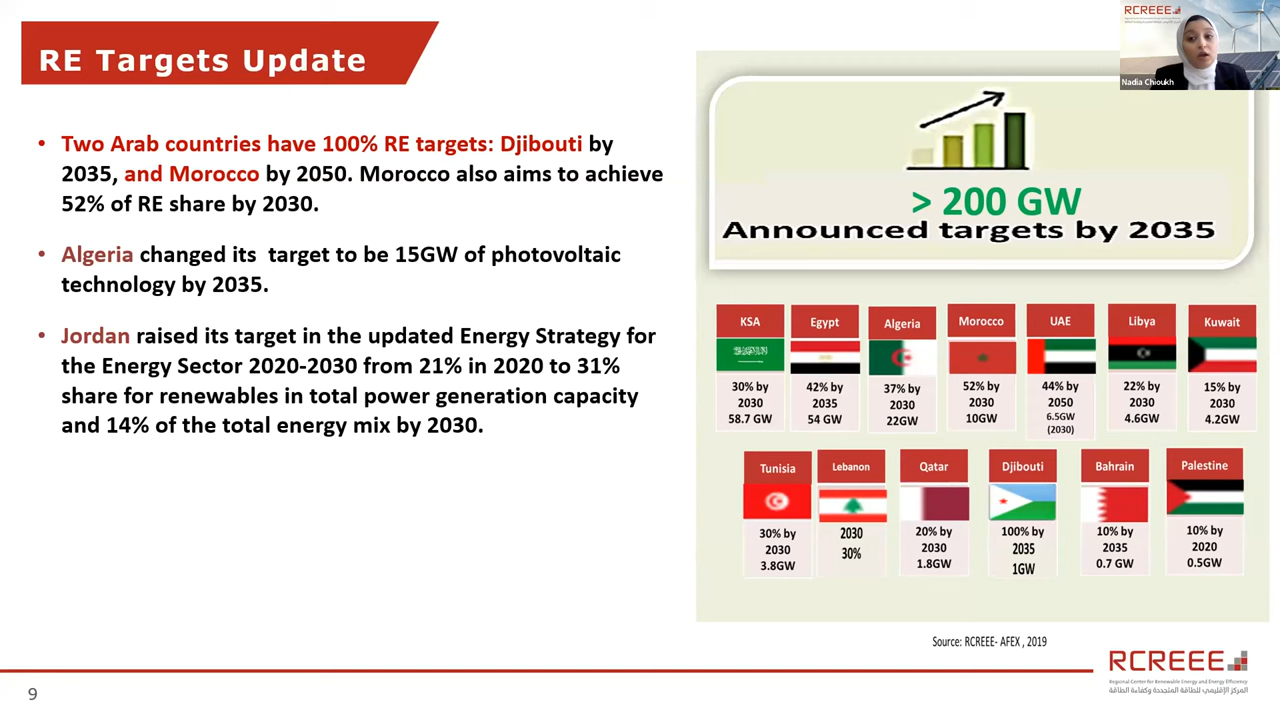 RE Targets Update
• Two Arab countries have 100% RE targets: Djibouti by
2035, and Morocco by 2050. Morocco also aims to achieve
52% of RE share by 2030.
• Algeria changed its target to be 15GW of photovoltaic
technology by 2035.
• Jordan raised its target in the updated Energy Strategy for
the Energy Sector 2020-2030 from 21% in 2020 to 31%
share for renewables in total power generation capacity
and 14% of the total energy mix by 2030.
RCREEE
Nadia Chioukh
> 200 GW
Announced targets by 2035
KSA
30% by
2030
58.7 GW
Egypt
42% by
2035
54 GW
Algeria
37% by
2030
22GW
Morocco
52% by
2030
10GW
UAE
44% by
2050
6.5GW
(2030)
Libya
22% by
2030
4.6GW
Kuwait
15% by
2030
4.2GW
Tunisia
30% by
2030
3.8GW
Lebanon
2030
30%
Qatar
20% by
2030
1.8GW
Djibouti
100% by
2035
1GW
Bahrain
10% by
2035
0.7 GW
Palestine
10% by
2020
0.5GW
Source: RCREEE- AFEX , 2019
RCREEE
Regional Center for Renewable Energy and Energy Efficiency
المركز الإقليمي للطاقة المتجددة وكفاءة الطاقة
9